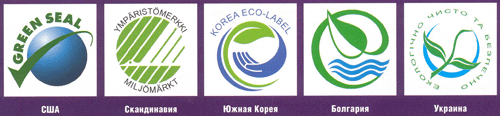 GREEN SEAL
YMPÄRISTÖMERKKI
MILJÖMÄRKT
KOREA ECO-LABEL
ЕКОЛОГІЧНО ЧИСТО ТА БЕЗПЕЧНО
США
Скандинавия
Южная Корея
Болгария
Украина